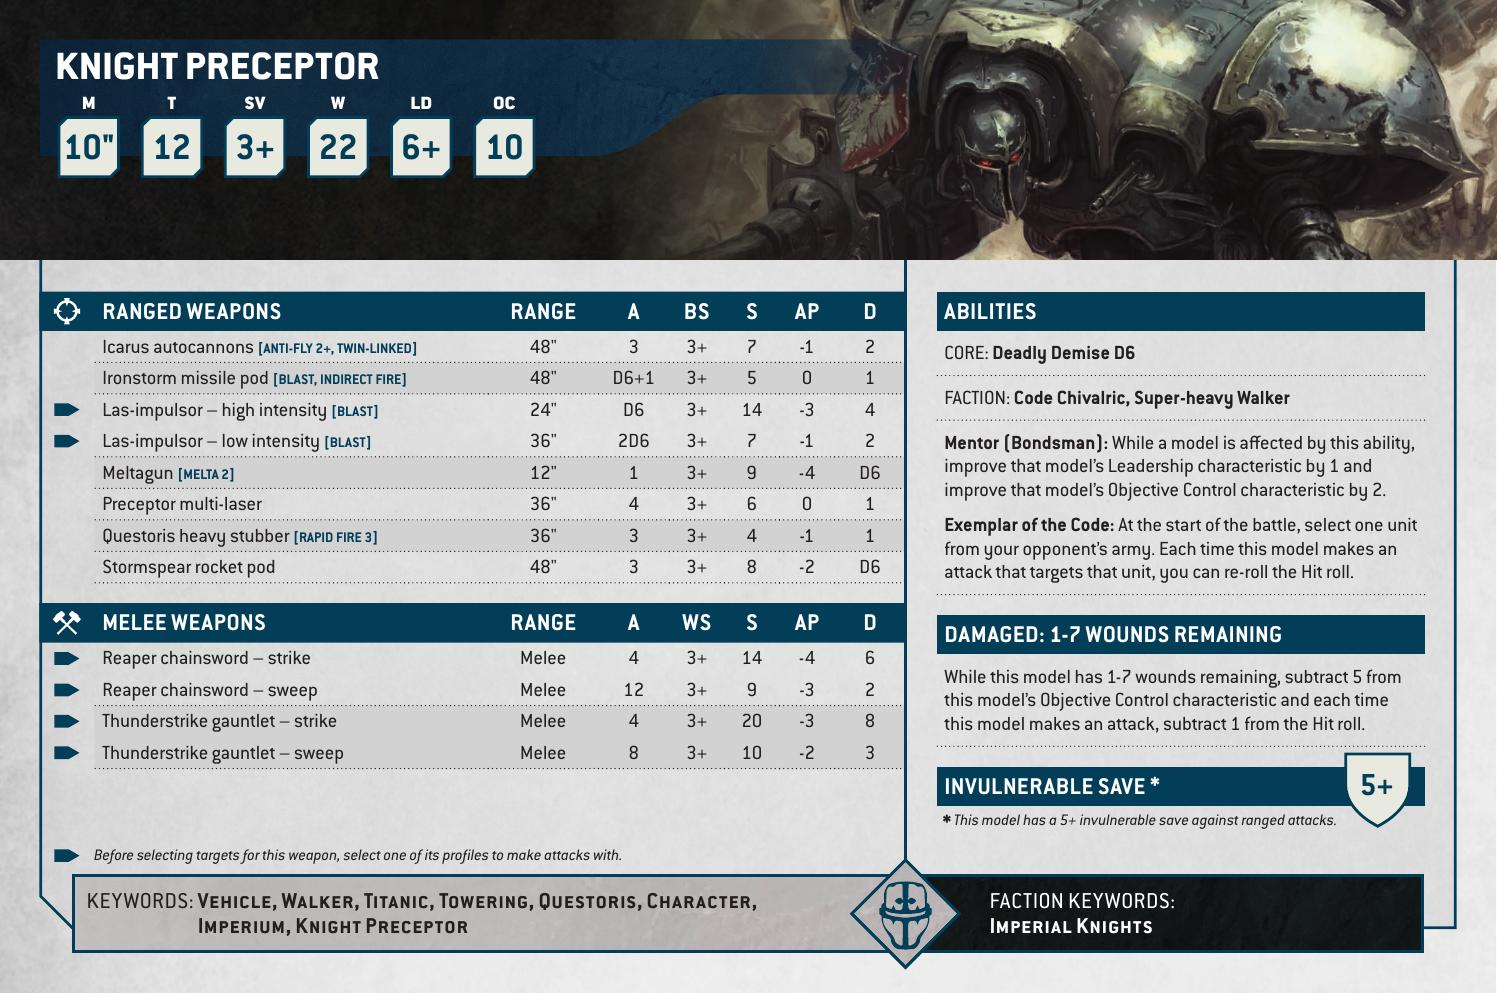 KNIGHT PRECEPTOR
M T SV W LD OC
10" 12 3+ 22 6+ 10
RANGED WEAPONS RANGE A BS S AP D
Icarus autocannons [ANTI-FLY 2+, TWIN-LINKED] 48" 3 3+ 7 -1 2
Ironstorm missile pod [BLAST, INDIRECT FIRE] 48" D6+1 3+ 5 0 1
Las-impulsor – high intensity [BLAST] 24" D6 3+ 14 -3 4
Las-impulsor – low intensity [BLAST] 36" 2D6 3+ 7 -1 2
Meltagun [MELTA 2] 12" 1 3+ 9 -4 D6
Preceptor multi-laser 36" 4 3+ 6 0 1
Questoris heavy stubber [RAPID FIRE 3] 36" 3 3+ 4 -1 1
Stormspear rocket pod 48" 3 3+ 8 -2 D6
MELEE WEAPONS RANGE A WS S AP D
Reaper chainsword – strike Melee 4 3+ 14 -4 6
Reaper chainsword – sweep Melee 12 3+ 9 -3 2
Thunderstrike gauntlet – strike Melee 4 3+ 20 -3 8
Thunderstrike gauntlet – sweep Melee 8 3+ 10 -2 3
Before selecting targets for this weapon, select one of its profiles to make attacks with.
ABILITIES
CORE: Deadly Demise D6
FACTION: Code Chivalric, Super-heavy Walker
Mentor (Bondsman): While a model is affected by this ability,
improve that model's Leadership characteristic by 1 and
improve that model's Objective Control characteristic by 2.
Exemplar of the Code: At the start of the battle, select one unit
from your opponent's army. Each time this model makes an
attack that targets that unit, you can re-roll the Hit roll.
DAMAGED: 1-7 WOUNDS REMAINING
While this model has 1-7 wounds remaining, subtract 5 from
this model's Objective Control characteristic and each time
this model makes an attack, subtract 1 from the Hit roll.
INVULNERABLE SAVE * 5+
* This model has a 5+ invulnerable save against ranged attacks.
KEYWORDS: VEHICLE, WALKER, TITANIC, TOWERING, QUESTORIS, CHARACTER,
IMPERIUM, KNIGHT PRECEPTOR
FACTION KEYWORDS:
IMPERIAL KNIGHTS